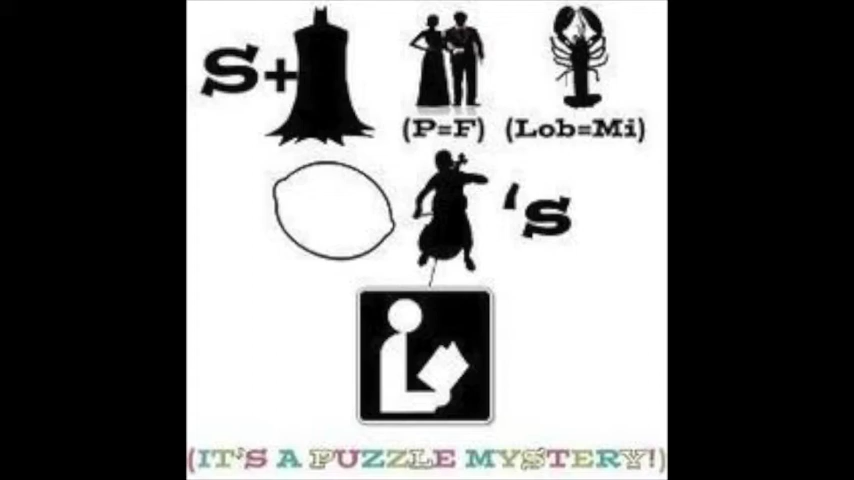 S+
(P=F) (Lob=Mi)
's
(IT'S A PUZZLE MYSTERY!)